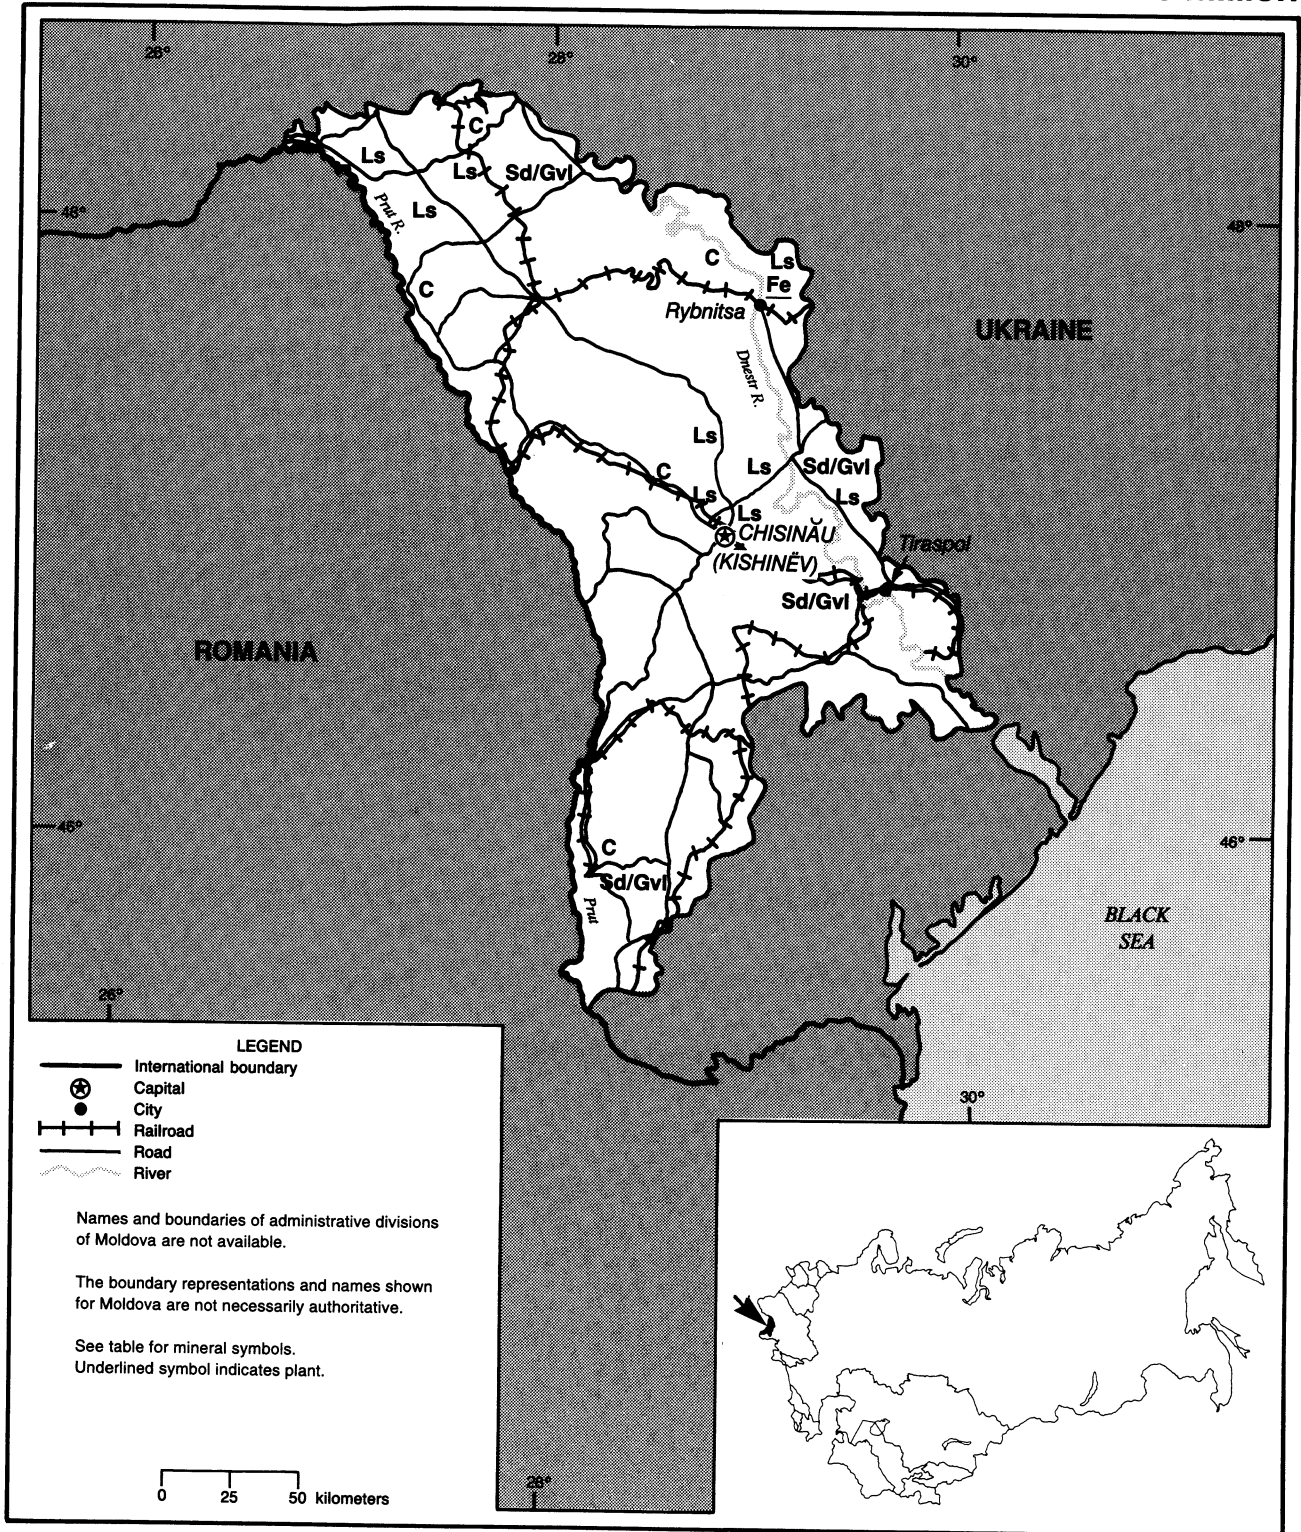 26°
28°
30°
C
Ls
Ls
Sd/Gvl
Prut R.
Ls
48°
48°
C
Ls
C
Fe
Rybnitsa
UKRAINE
Dnestr R.
Ls
C
Ls
Sd/Gvl
Ls
Ls
Ls
CHISINĂU
(KISHINËV)
Tiraspol
Sd/Gvl
ROMANIA
46°
46°
C
Sd/Gvl
Prut
BLACK
SEA
26°
30°
28°
LEGEND
International boundary
Capital
City
Railroad
Road
River
Names and boundaries of administrative divisions
of Moldova are not available.
The boundary representations and names shown
for Moldova are not necessarily authoritative.
See table for mineral symbols.
Underlined symbol indicates plant.
0 25 50 kilometers